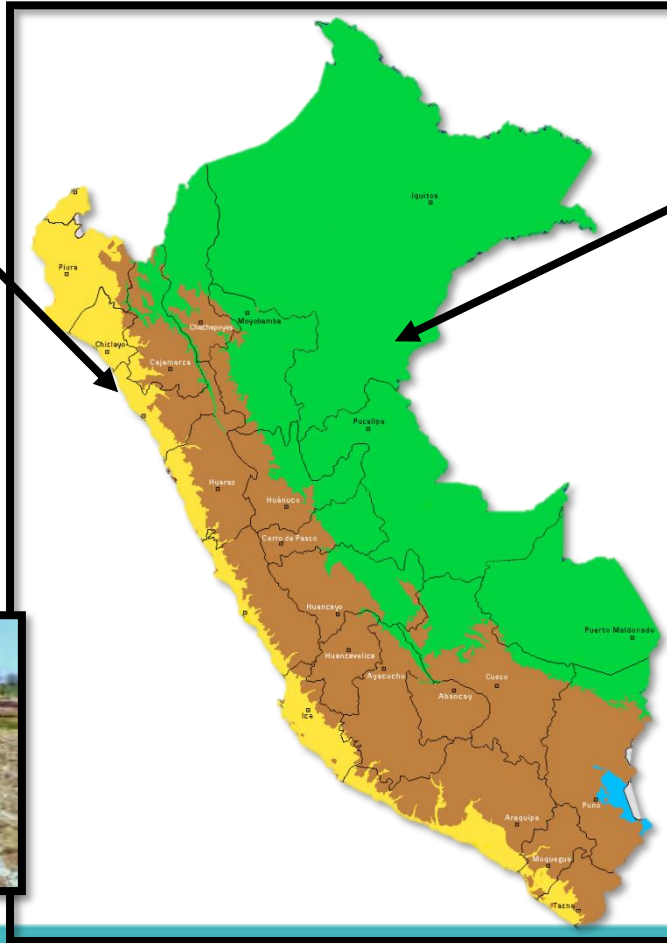 Iquitos
Piura
Moyobamba
Chachapoyas
Chiclayo
Cajamarca
Pucallpa
Huaraz
Huánuco
Cerro de Pasco
Huancayo
Puerto Maldonado
Huancavelica
Ayacucho
Cusco
Abancay
Ica
Puno
Arequipa
Moquegua
Tacna